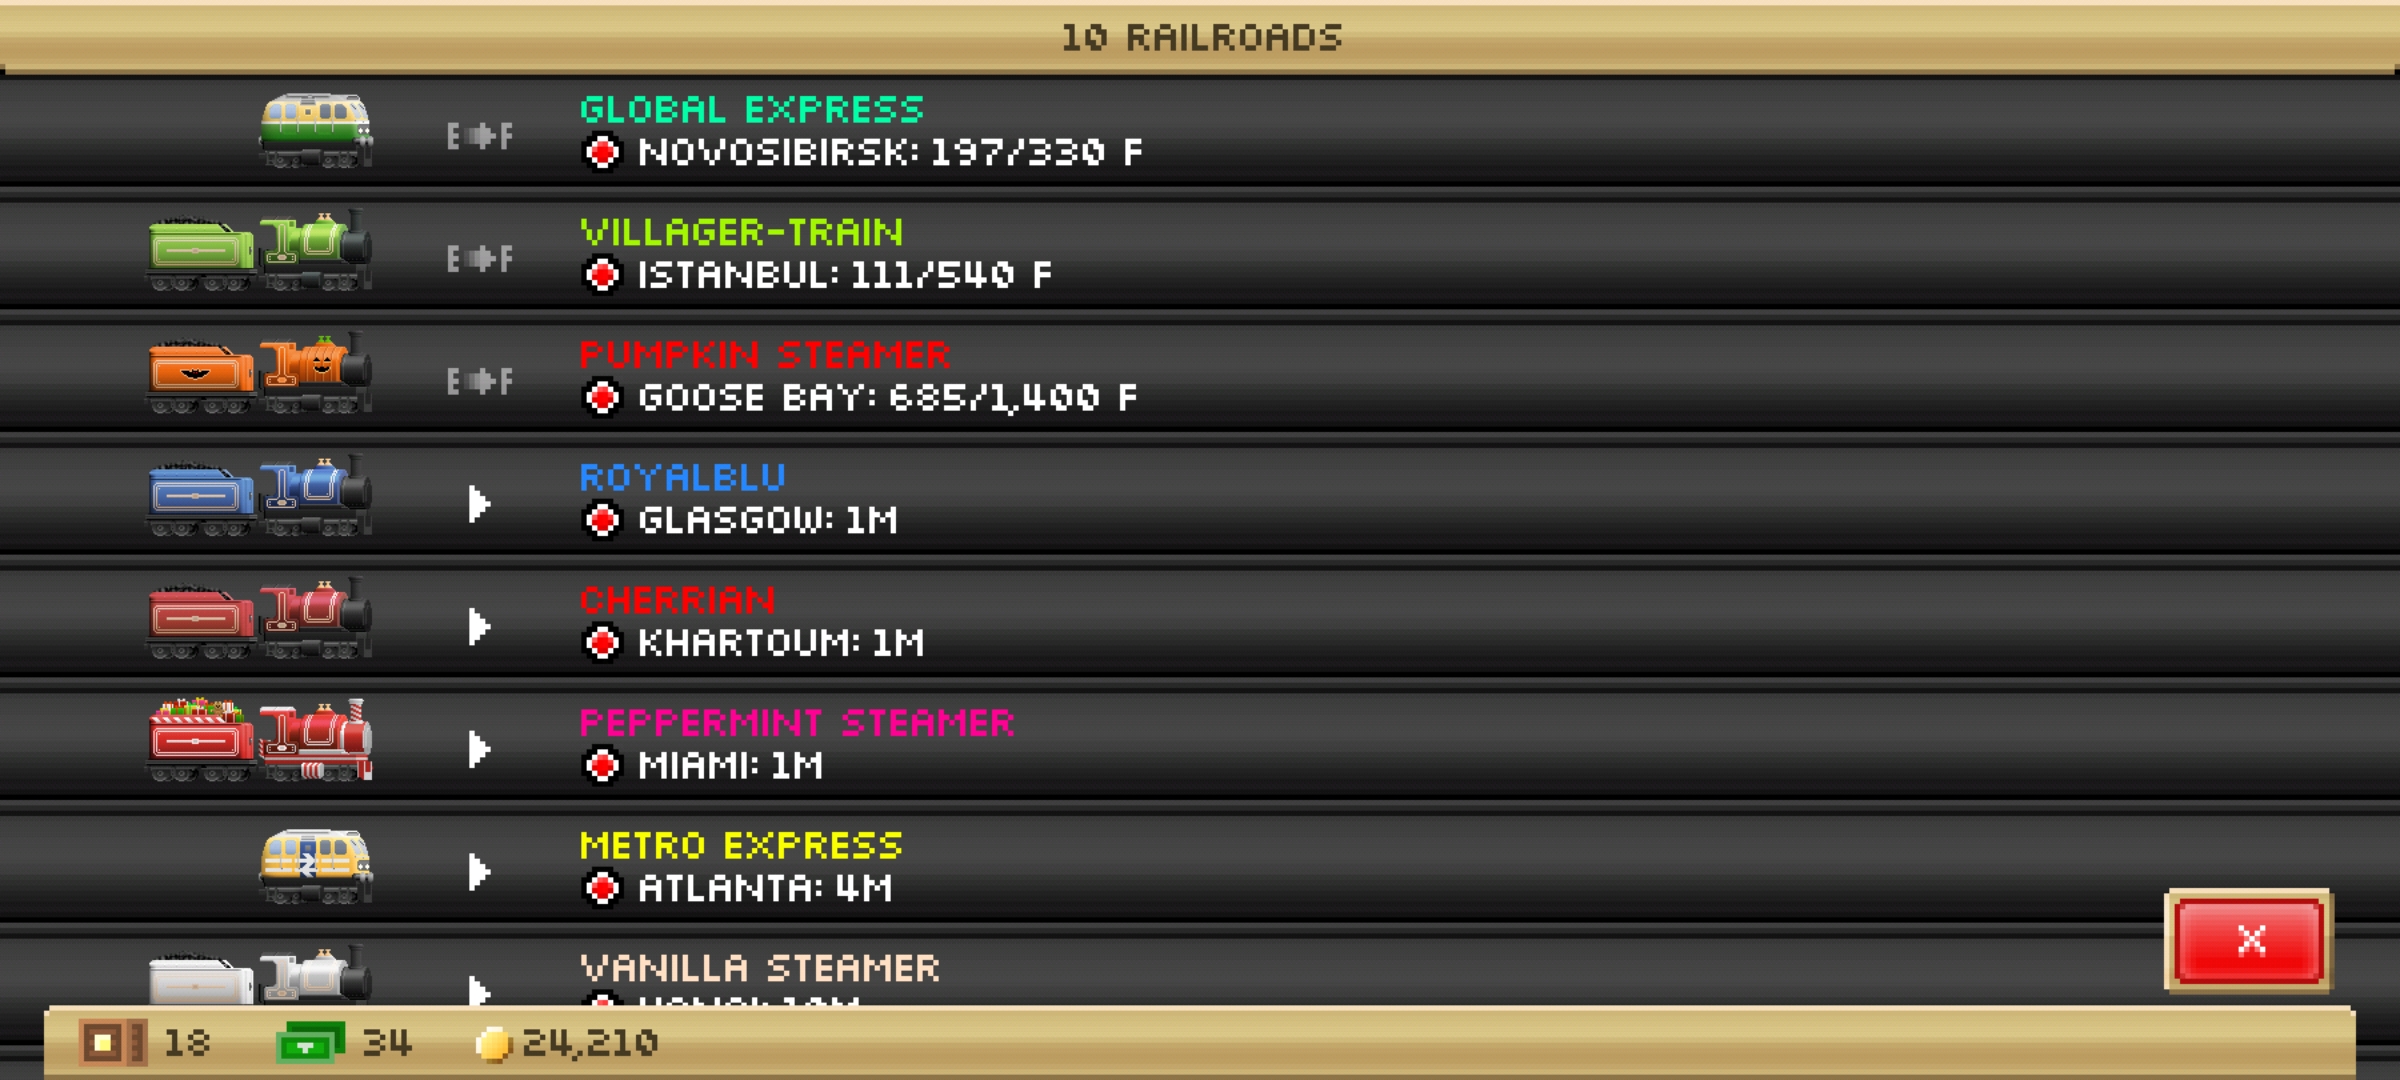 10 RAILROADS
GLOBAL EXPRESS
E F
NOVOSIBIRSK: 197/330 F
VILLAGER-TRAIN
E F
ISTANBUL: 111/540 F
PUMPKIN STEAMER
E F
GOOSE BAY: 685/1,400 F
ROYALBLU
GLASGOW: 1M
CHERRIAN
KHARTOUM: 1M
PEPPERMINT STEAMER
MIAMI: 1M
METRO EXPRESS
ATLANTA: 4M
VANILLA STEAMER
X
18 34 24,210